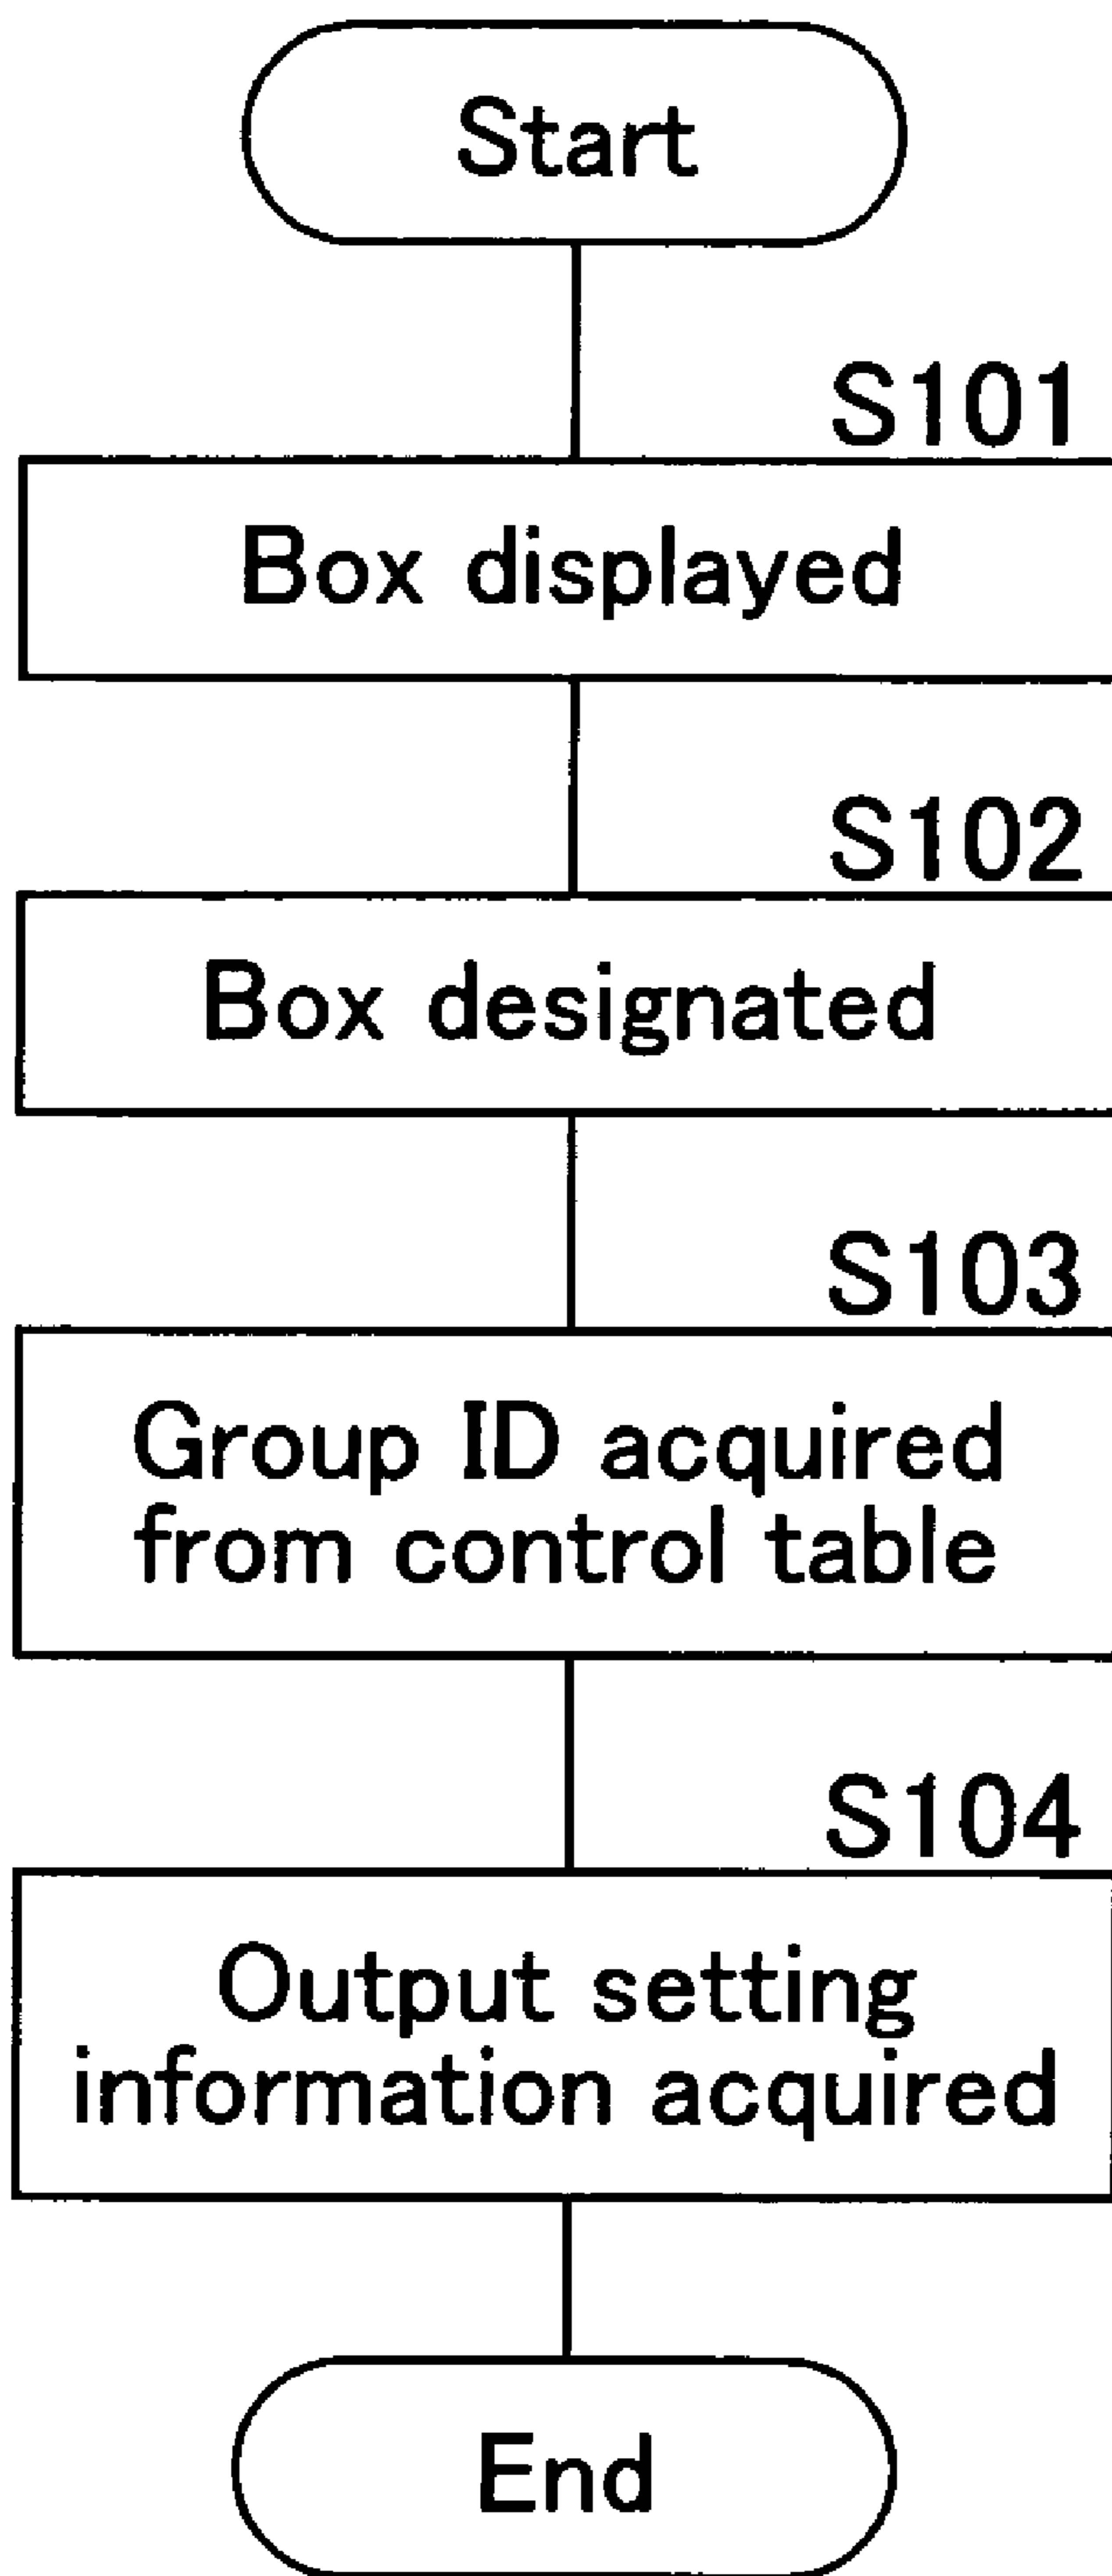 Start
S101
Box displayed
S102
Box designated
S103
Group ID acquired
from control table
S104
Output setting
information acquired
End